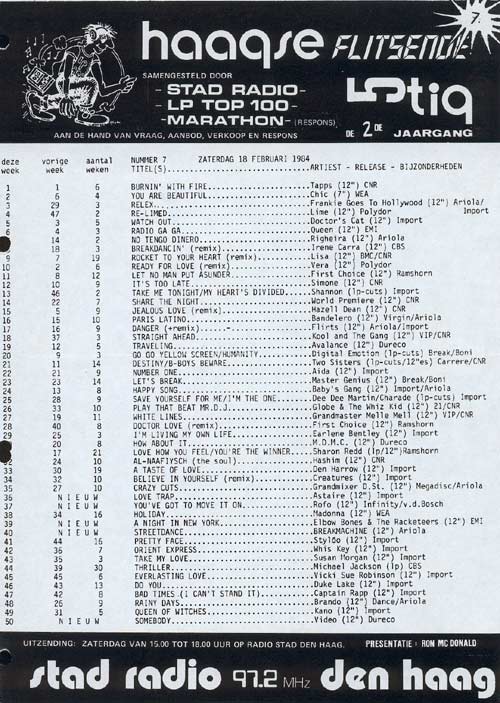 haagse FLITSENDE 7
SAMENGESTELD DOOR
- STAD RADIO-
- LP TOP 100-
- MARATHON- (RESPONS),
5tig
DE 2DE JAARGANG
AAN DE HAND VAN VRAAG, AANBOD, VERKOOP EN RESPONS
deze vorige aantal NUMMER 7 ZATERDAG 18 FEBRUARI 1984
week week weken TITEL(S)..........ARTIEST - RELEASE - BIJZONDERHEDEN
1 1 6 BURNIN' WITH FIRE..........Tapps (12") CNR
2 6 4 YOU ARE BEAUTIFUL..........Chic (7") WEA
3 29 3 RELEX..........Frankie Goes To Hollywood (12") Ariola/
Import
4 47 2 RE-LIMED..........Lime (12") Polydor
5 3 5 WATCH OUT..........Doctor's Cat (12") Import
6 4 3 RADIO GA GA..........Queen (12") EMI
14 2 NO TENGO DINERO..........Righeira (12") Ariola
18 3 BREAKDANCIN' (remix)..........Irene Carra (12") CBS
9 7 19 ROCKET TO YOUR HEART (remix)..........Lisa (12") BMC/CNR
10 2 6 READY FOR LOVE (remix)..........Vera (12") Polydor
11 8 12 LET NO MAN PUT ASUNDER..........First Choice (12") Ramshorn
12 10 9 IT'S TOO LATE..........Simone (12") CNR
13 46 2 TAKE ME TONIGHT/MY HEART'S DIVIDED..........Shannon (lp-cuts) Import
14 22 7 SHARE THE NIGHT..........World Premiere (12") CNR
15 5 9 JEALOUS LOVE (remix)..........Hazell Dean (12") CNR
16 15 10 PARIS LATINO..........Bandelero (12") Virgin/Ariola
17 16 9 DANGER (+remix)..........Flirts (12") Ariola/Import
18 37 3 STRAIGHT AHEAD..........Kool and The Gang (12") VIP/CNR
19 12 5 TRAVELING..........Avalance (12") Dureco
20 9 3 GO GO YELLOW SCREEN/HUMANITY..........Digital Emotion (lp-cuts) Break/Boni
21 11 14 DESTINY/B-BOYS BEWARE..........Two Sisters (lp-cuts/12"es) Carrere/CNR
22 21 9 NUMBER ONE..........Aida (12") Import
23 23 14 LET'S BREAK..........Master Genius (12") Break/Boni
24 13 8 HAPPY SONG..........Baby's Gang (12") Import/Ariola
25 28 9 SAVE YOURSELF FOR ME/I'M THE ONE..........Dee Dee Martin/Charade (lp-cuts) Import
26 33 10 PLAY THAT BEAT MR.D.J...........Globe & The Whiz Kid (12") 21/CNR
27 19 11 WHITE LINES..........Grandmaster Melle Mell (12") VIP/CNR
28 40 8 DOCTOR LOVE (remix)..........First Choice (12") Ramshorn
29 25 3 I'M LIVING MY OWN LIFE..........Earlene Bentley (12") Import
20 8 HOW ABOUT IT..........M.D.M.C. (12") Dureco
17 21 LOVE HOW YOU FEEL/YOU'RE THE WINNER..........Sharon Redd (lp/12")Ramshorn
32 24 10 AL-NAAFYISCH (the soul)..........Hashim (12") CNR
33 30 19 A TASTE OF LOVE..........Den Harrow (12") Import
34 32 10 BELIEVE IN YOURSELF (remix)..........Creatures (12") Import
35 27 10 CRAZY CUTS..........Grandmixer D.St. (12") Megadisc/Ariola
36 N I E U W LOVE TRAP..........Astaire (12") Import
37 N I E U W YOU'VE GOT TO MOVE IT ON..........Rofo (12") Infinity/v.d.Bosch
38 34 16 HOLIDAY..........Madonna (12") WEA
39 N I E U W A NIGHT IN NEW YORK..........Elbow Bones & The Racketeers (12") EMI
40 N I E U W STREETDANCE..........BREAKMACHINE (12") Ariola
41 44 16 PRETTY FACE..........Stylöo (12") Import
42 36 7 ORIENT EXPRESS..........Whis Key (12") Import
43 35 3 TAKE MY LOVE..........Susan Morgan (12") Import
44 39 30 THRILLER..........Michael Jackson (lp) CBS
45 45 6 EVERLASTING LOVE..........Vicki Sue Robinson (12") Import
46 43 13 DO YOU..........Duke Lake (12") Import
47 42 8 BAD TIMES (I CAN'T STAND IT)..........Captain Rapp (12") Import
48 26 9 RAINY DAYS..........Brando (12") Dance/Ariola
49 31 5 QUEEN OF WITCHES..........Kano (12") Import
50 N I E U W SOMEBODY..........Video (12") Dureco
UITZENDING: ZATERDAG VAN 15.00 TOT 18.00 UUR OP RADIO STAD DEN HAAG. PRESENTATIE: RON MC DONALD
stad radio 97.2 MHz den haag